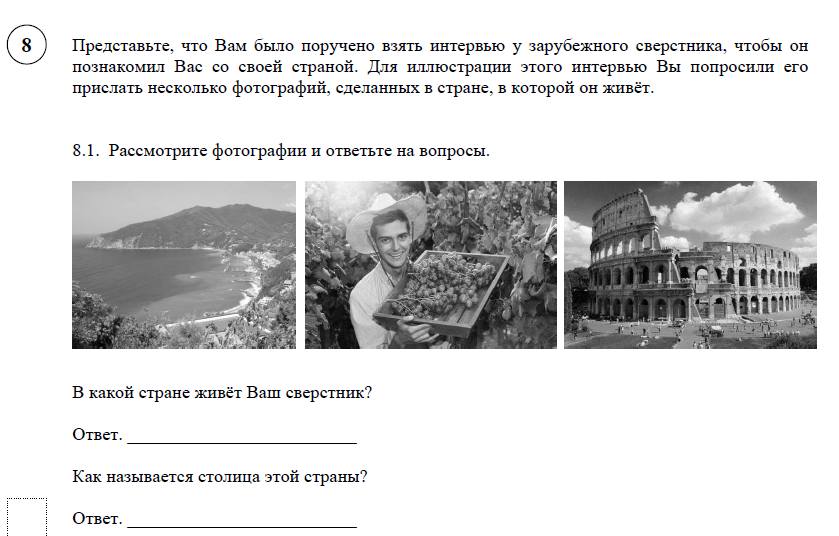 8
Представьте, что Вам было поручено взять интервью у зарубежного сверстника, чтобы он
познакомил Вас со своей страной. Для иллюстрации этого интервью Вы попросили его
прислать несколько фотографий, сделанных в стране, в которой он живёт.
8.1. Рассмотрите фотографии и ответьте на вопросы.
В какой стране живёт Ваш сверстник?
Ответ. __________________________
Как называется столица этой страны?
Ответ. __________________________